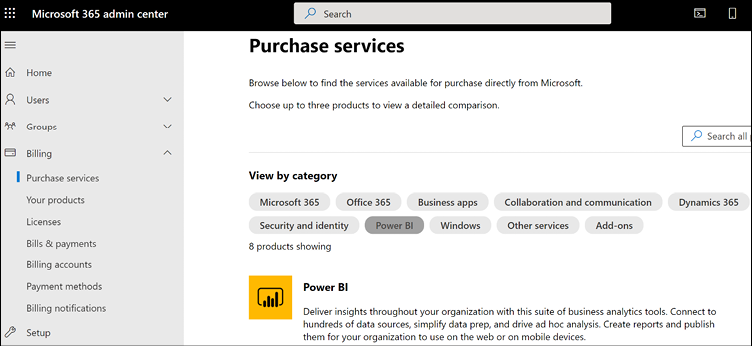 Microsoft 365 admin center
Search
Home
Users
Groups
Billing
Purchase services
Your products
Licenses
Bills & payments
Billing accounts
Payment methods
Billing notifications
Setup
Purchase services
Browse below to find the services available for purchase directly from Microsoft.
Choose up to three products to view a detailed comparison.
Search all
View by category
Microsoft 365 Office 365 Business apps Collaboration and communication Dynamics 365
Security and identity Power BI Windows Other services Add-ons
8 products showing
Power BI
Deliver insights throughout your organization with this suite of business analytics tools. Connect to
hundreds of data sources, simplify data prep, and drive ad hoc analysis. Create reports and publish
them for your organization to use on the web or on mobile devices.